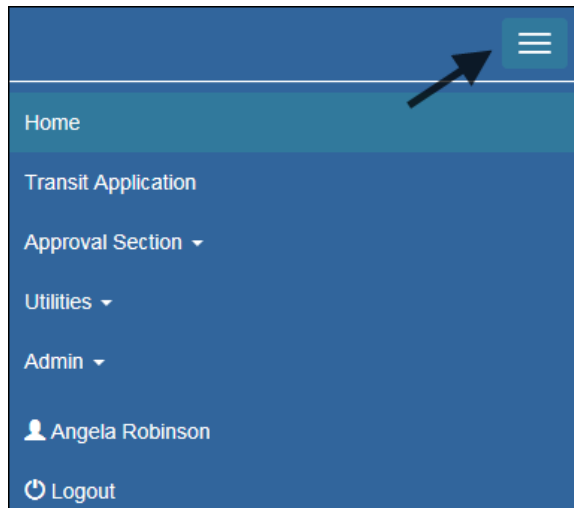 Home
Transit Application
Approval Section
Utilities
Admin
Angela Robinson
Logout